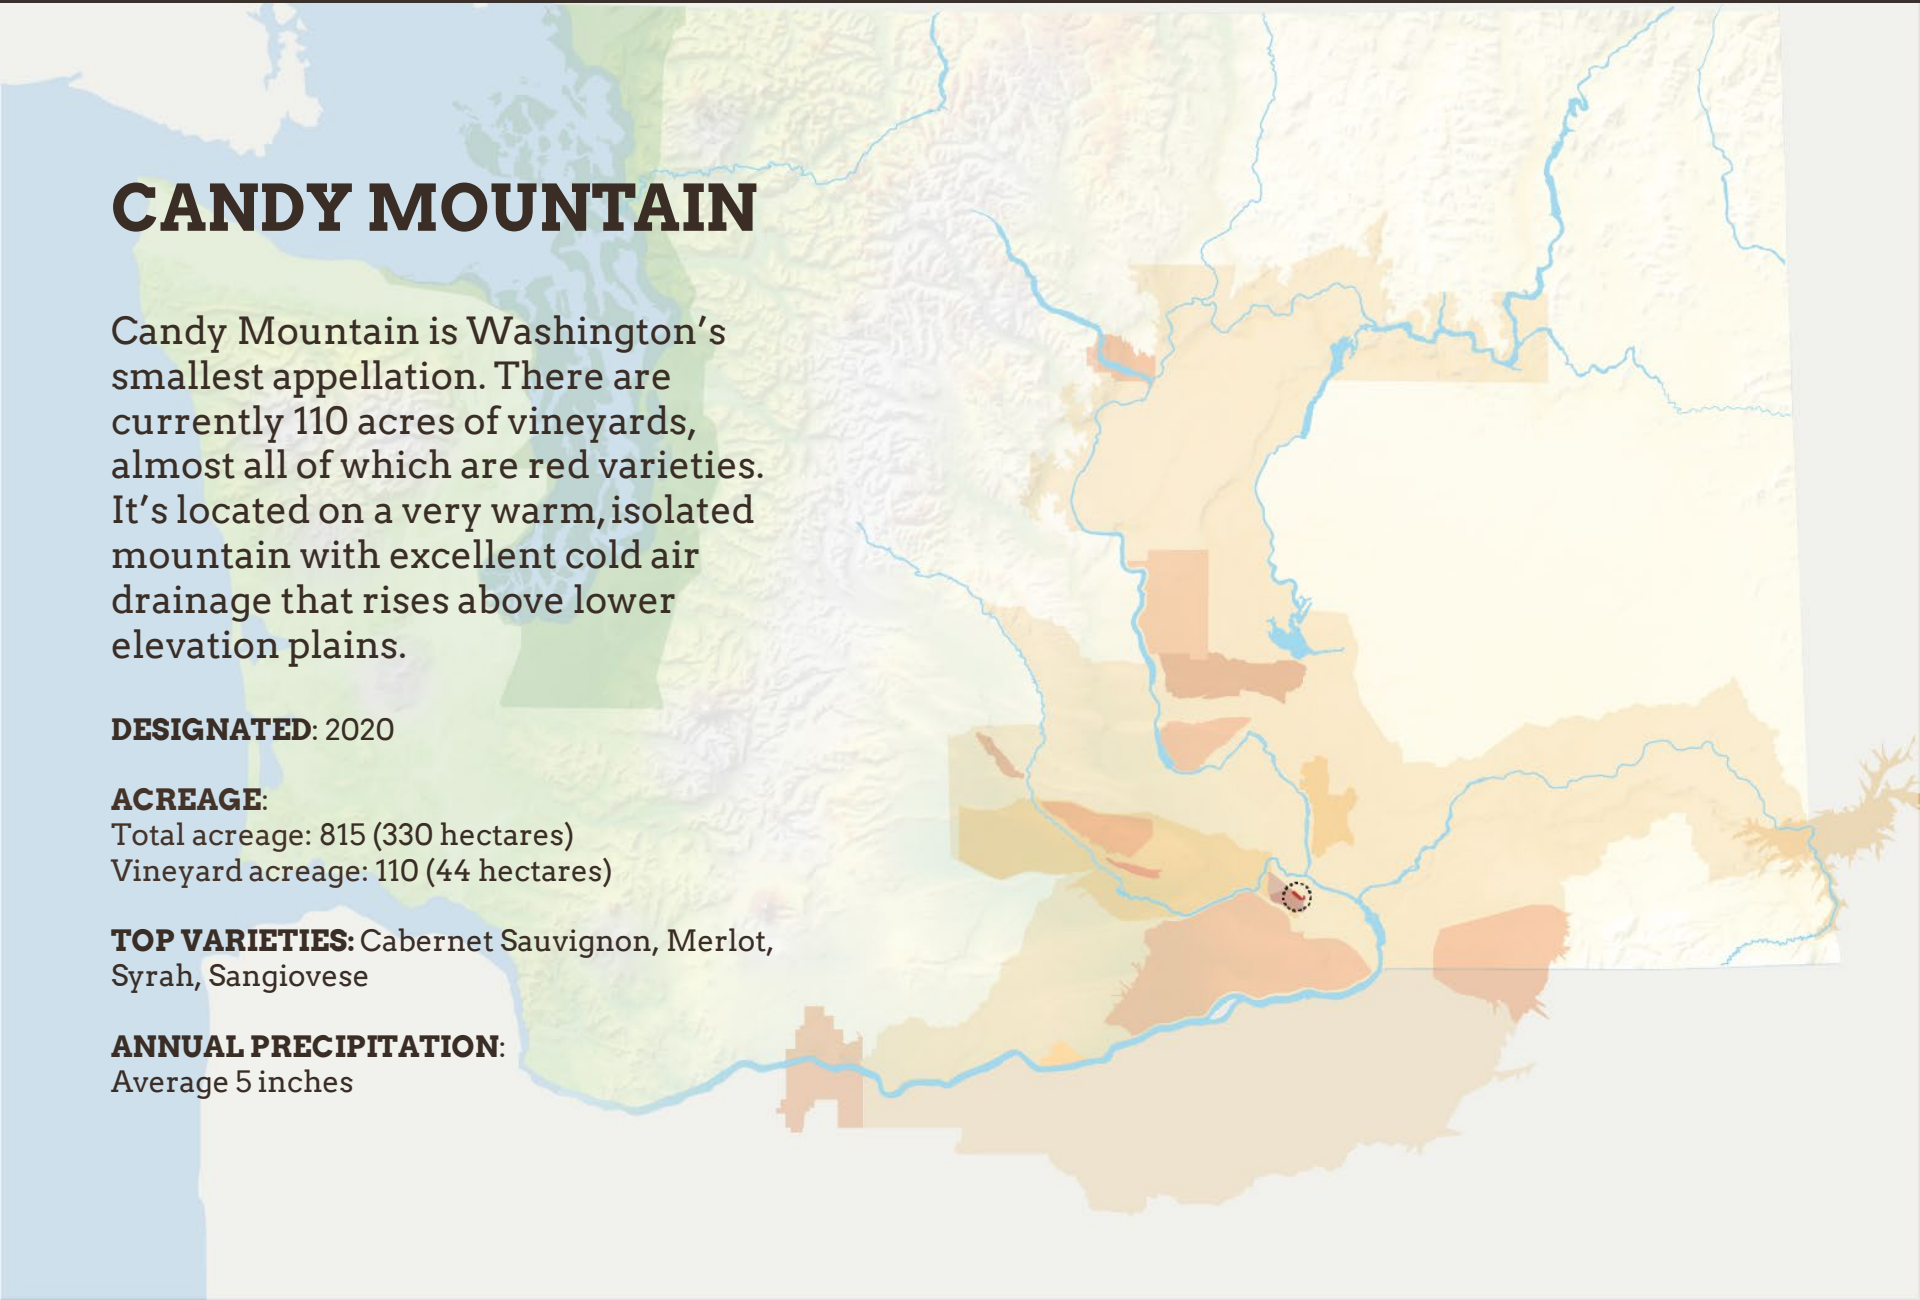 CANDY MOUNTAIN
Candy Mountain is Washington’s
smallest appellation. There are
currently 110 acres of vineyards,
almost all of which are red varieties.
It’s located on a very warm, isolated
mountain with excellent cold air
drainage that rises above lower
elevation plains.
DESIGNATED: 2020
ACREAGE:
Total acreage: 815 (330 hectares)
Vineyard acreage: 110 (44 hectares)
TOP VARIETIES: Cabernet Sauvignon, Merlot,
Syrah, Sangiovese
ANNUAL PRECIPITATION:
Average 5 inches